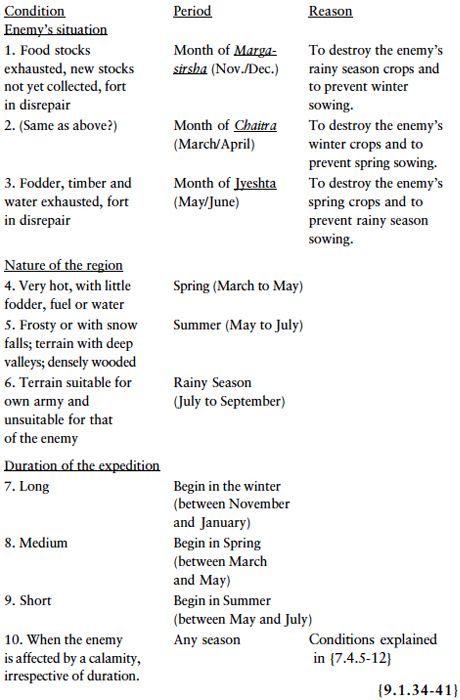 Condition Period Reason
Enemy's situation
1. Food stocks Month of Marga- To destroy the enemy's
exhausted, new stocks sirsha (Nov./Dec.) rainy season crops and
not yet collected, fort to prevent winter
in disrepair sowing.
2. (Same as above?) Month of Chaitra To destroy the enemy's
(March/April) winter crops and to
prevent spring sowing.
3. Fodder, timber and Month of Jyeshta To destroy the enemy's
water exhausted, fort (May/June) spring crops and to
in disrepair prevent rainy season
sowing.
Nature of the region
4. Very hot, with little Spring (March to May)
fodder, fuel or water
5. Frosty or with snow Summer (May to July)
falls; terrain with deep
valleys; densely wooded
6. Terrain suitable for Rainy Season
own army and (July to September)
unsuitable for that
of the enemy
Duration of the expedition
7. Long Begin in the winter
(between November
and January)
8. Medium Begin in Spring
(between March
and May)
9. Short Begin in Summer
(between May and July)
10. When the enemy Any season Conditions explained
is affected by a calamity, in {7.4.5-12}
irrespective of duration.
{9.1.34-41}